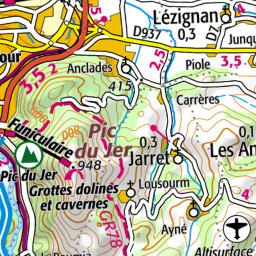 Lézignan
0,3
D937
Junqu
our
Anclades
2,5
Piole
3,5
415
4
3,5
Carrères
860
Funiculaire
Pic
du Jer
0,3
0,1
948
Jarret
Les An
Pic du Jer
Grottes dolines
et cavernes
Lousourm
GR78
Ayné
4
Altisurface